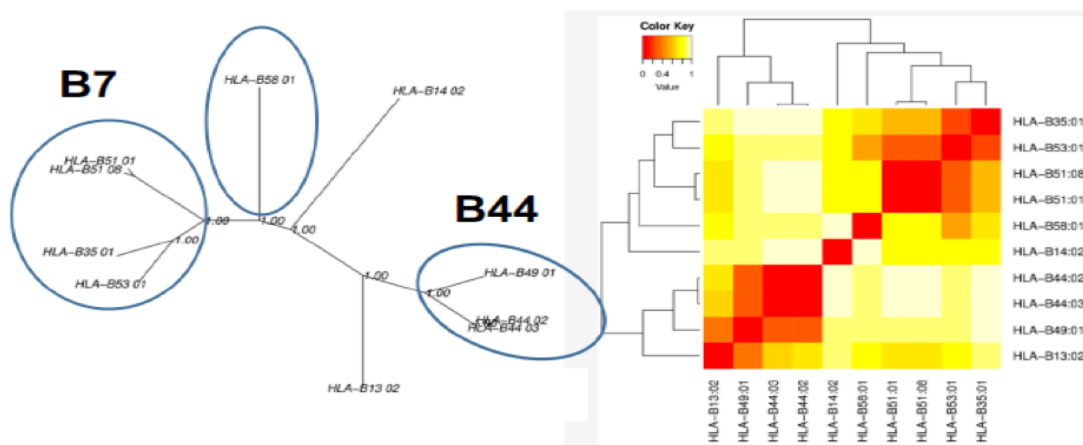 B7
HLA-B58 01
HLA-B14 02
HLA-B51 01
HLA-B51 08
1.00
1.00
1.00
HLA-B35 01
1.00
HLA-B53 01
B44
1.00
HLA-B49 01
1.00
HLA-B44 02
HLA-B44 03
HLA-B13 02
Color Key
0 0.4 1
Value
HLA-B35:01
HLA-B53:01
HLA-B51:08
HLA-B51:01
HLA-B58:01
HLA-B14:02
HLA-B44:02
HLA-B44:03
HLA-B49:01
HLA-B13:02
HLA-B13:02
HLA-B49:01
HLA-B44:03
HLA-B44:02
HLA-B14:02
HLA-B58:01
HLA-B51:01
HLA-B51:08
HLA-B53:01
HLA-B35:01